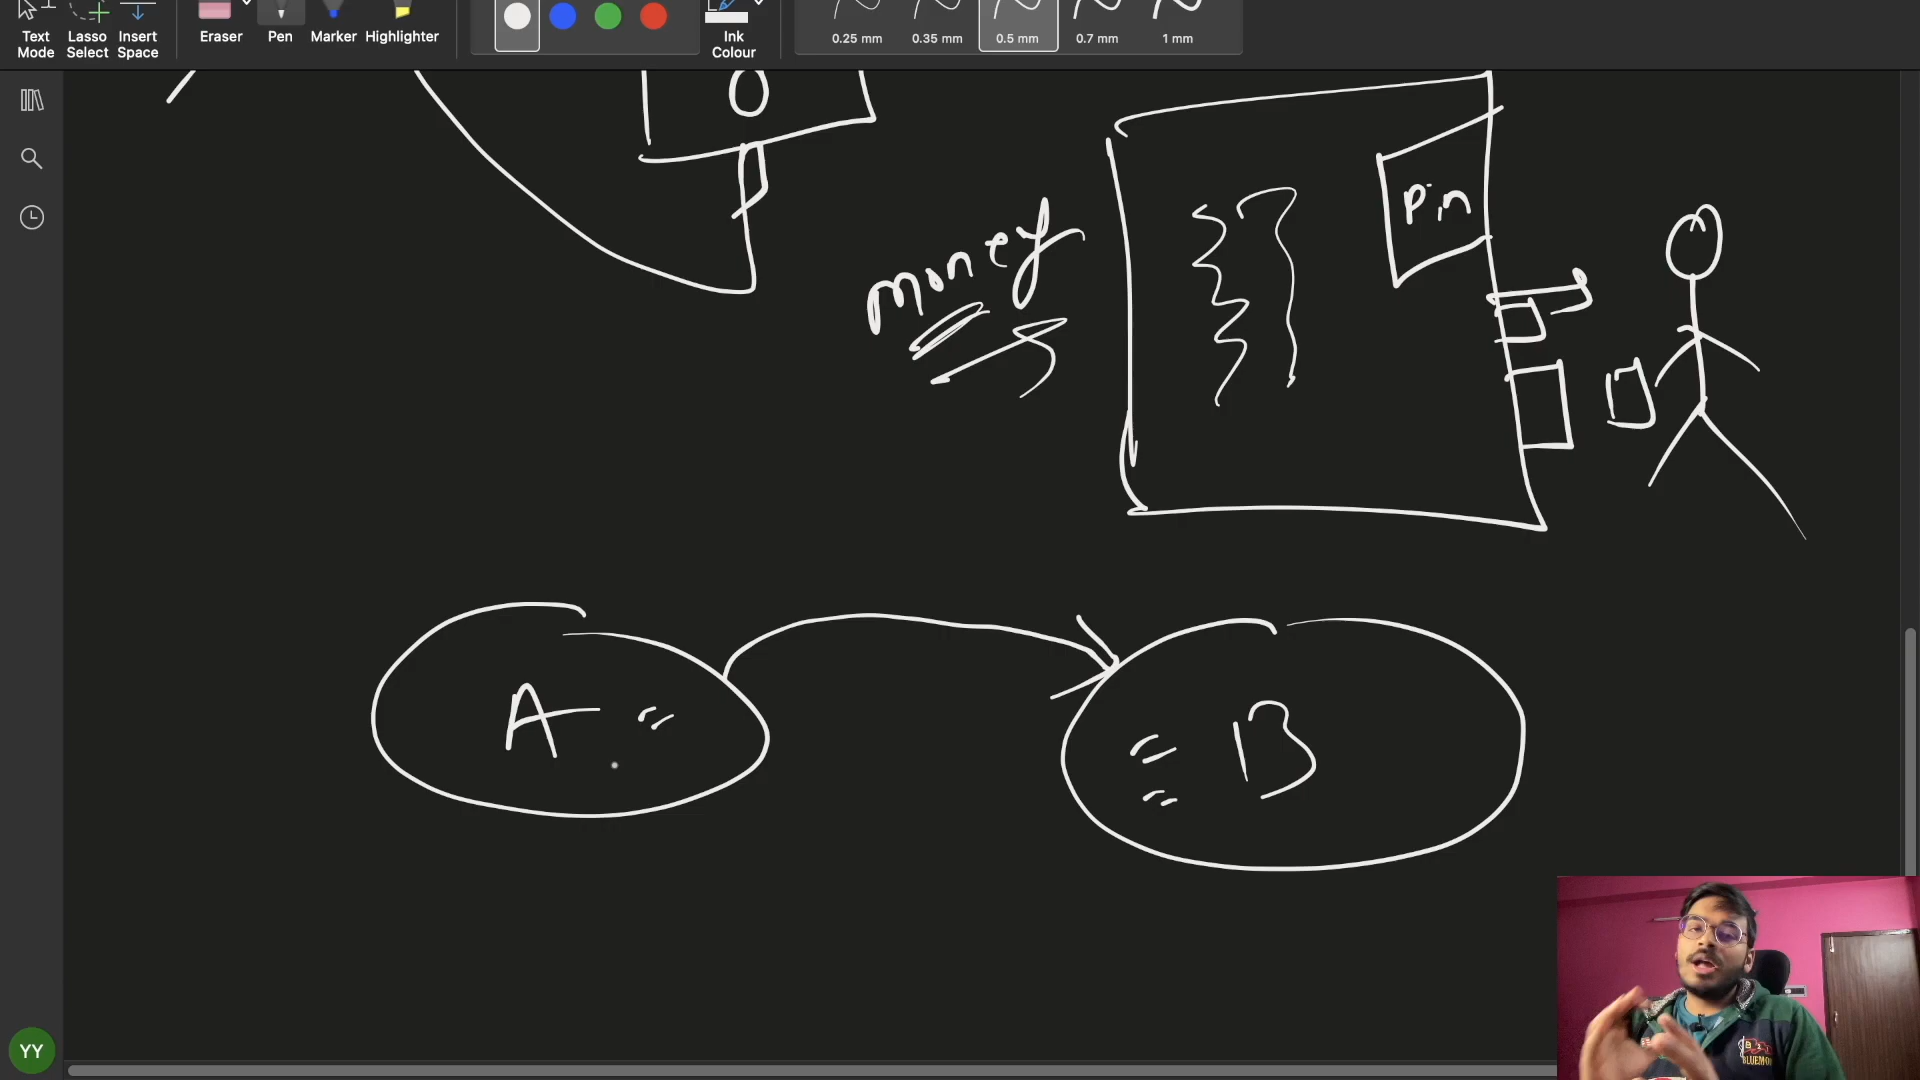 Text Mode
Lasso Select
Insert Space
Eraser
Pen
Marker
Highlighter
Ink Colour
0.25 mm
0.35 mm
0.5 mm
0.7 mm
1 mm
Pin
money
A =
= B
=
YY